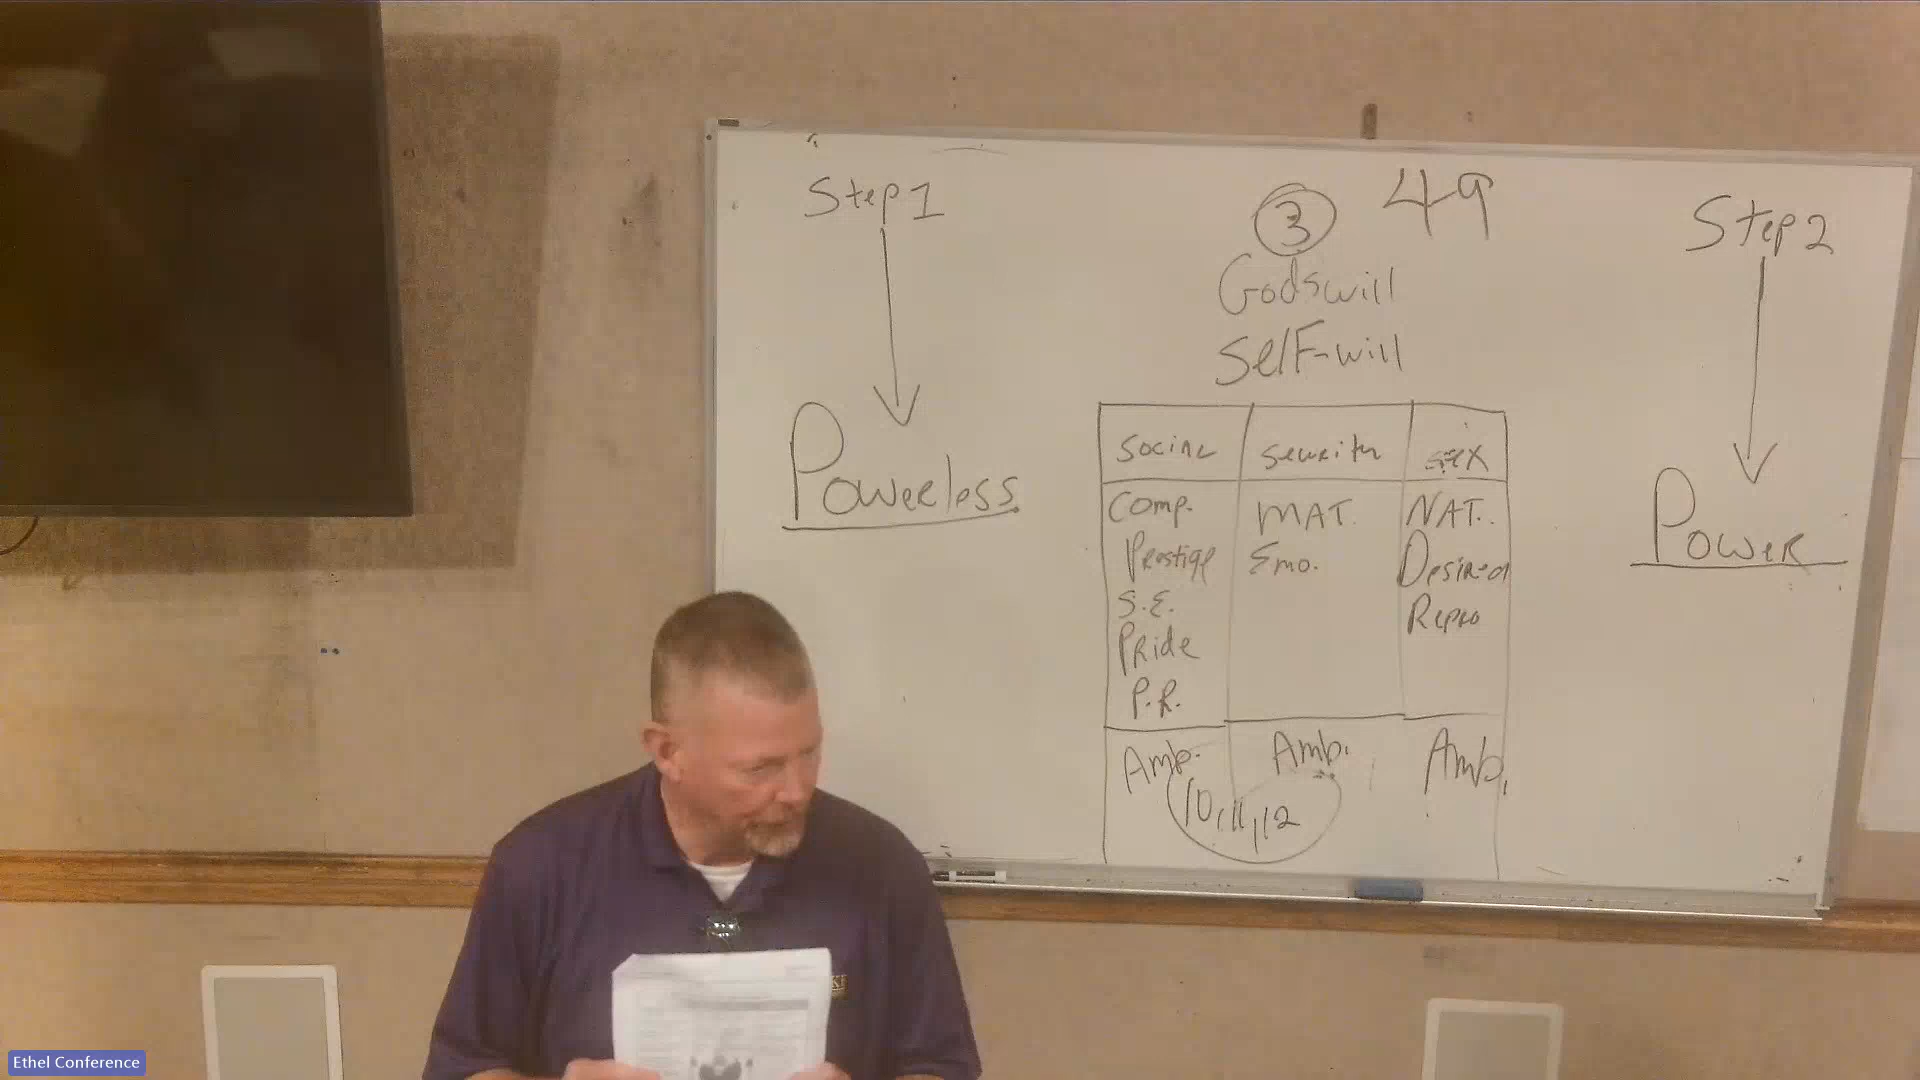 Step 1
Powerless
3 49
Godswill
Self-will
Social Security Sex
Comp. MAT. NAT.
Prestige Emo. Desired
S.E. Repro
Pride
P.R.
Amb. Amb. Amb.
10, 11, 12
Step 2
Power
Ethel Conference